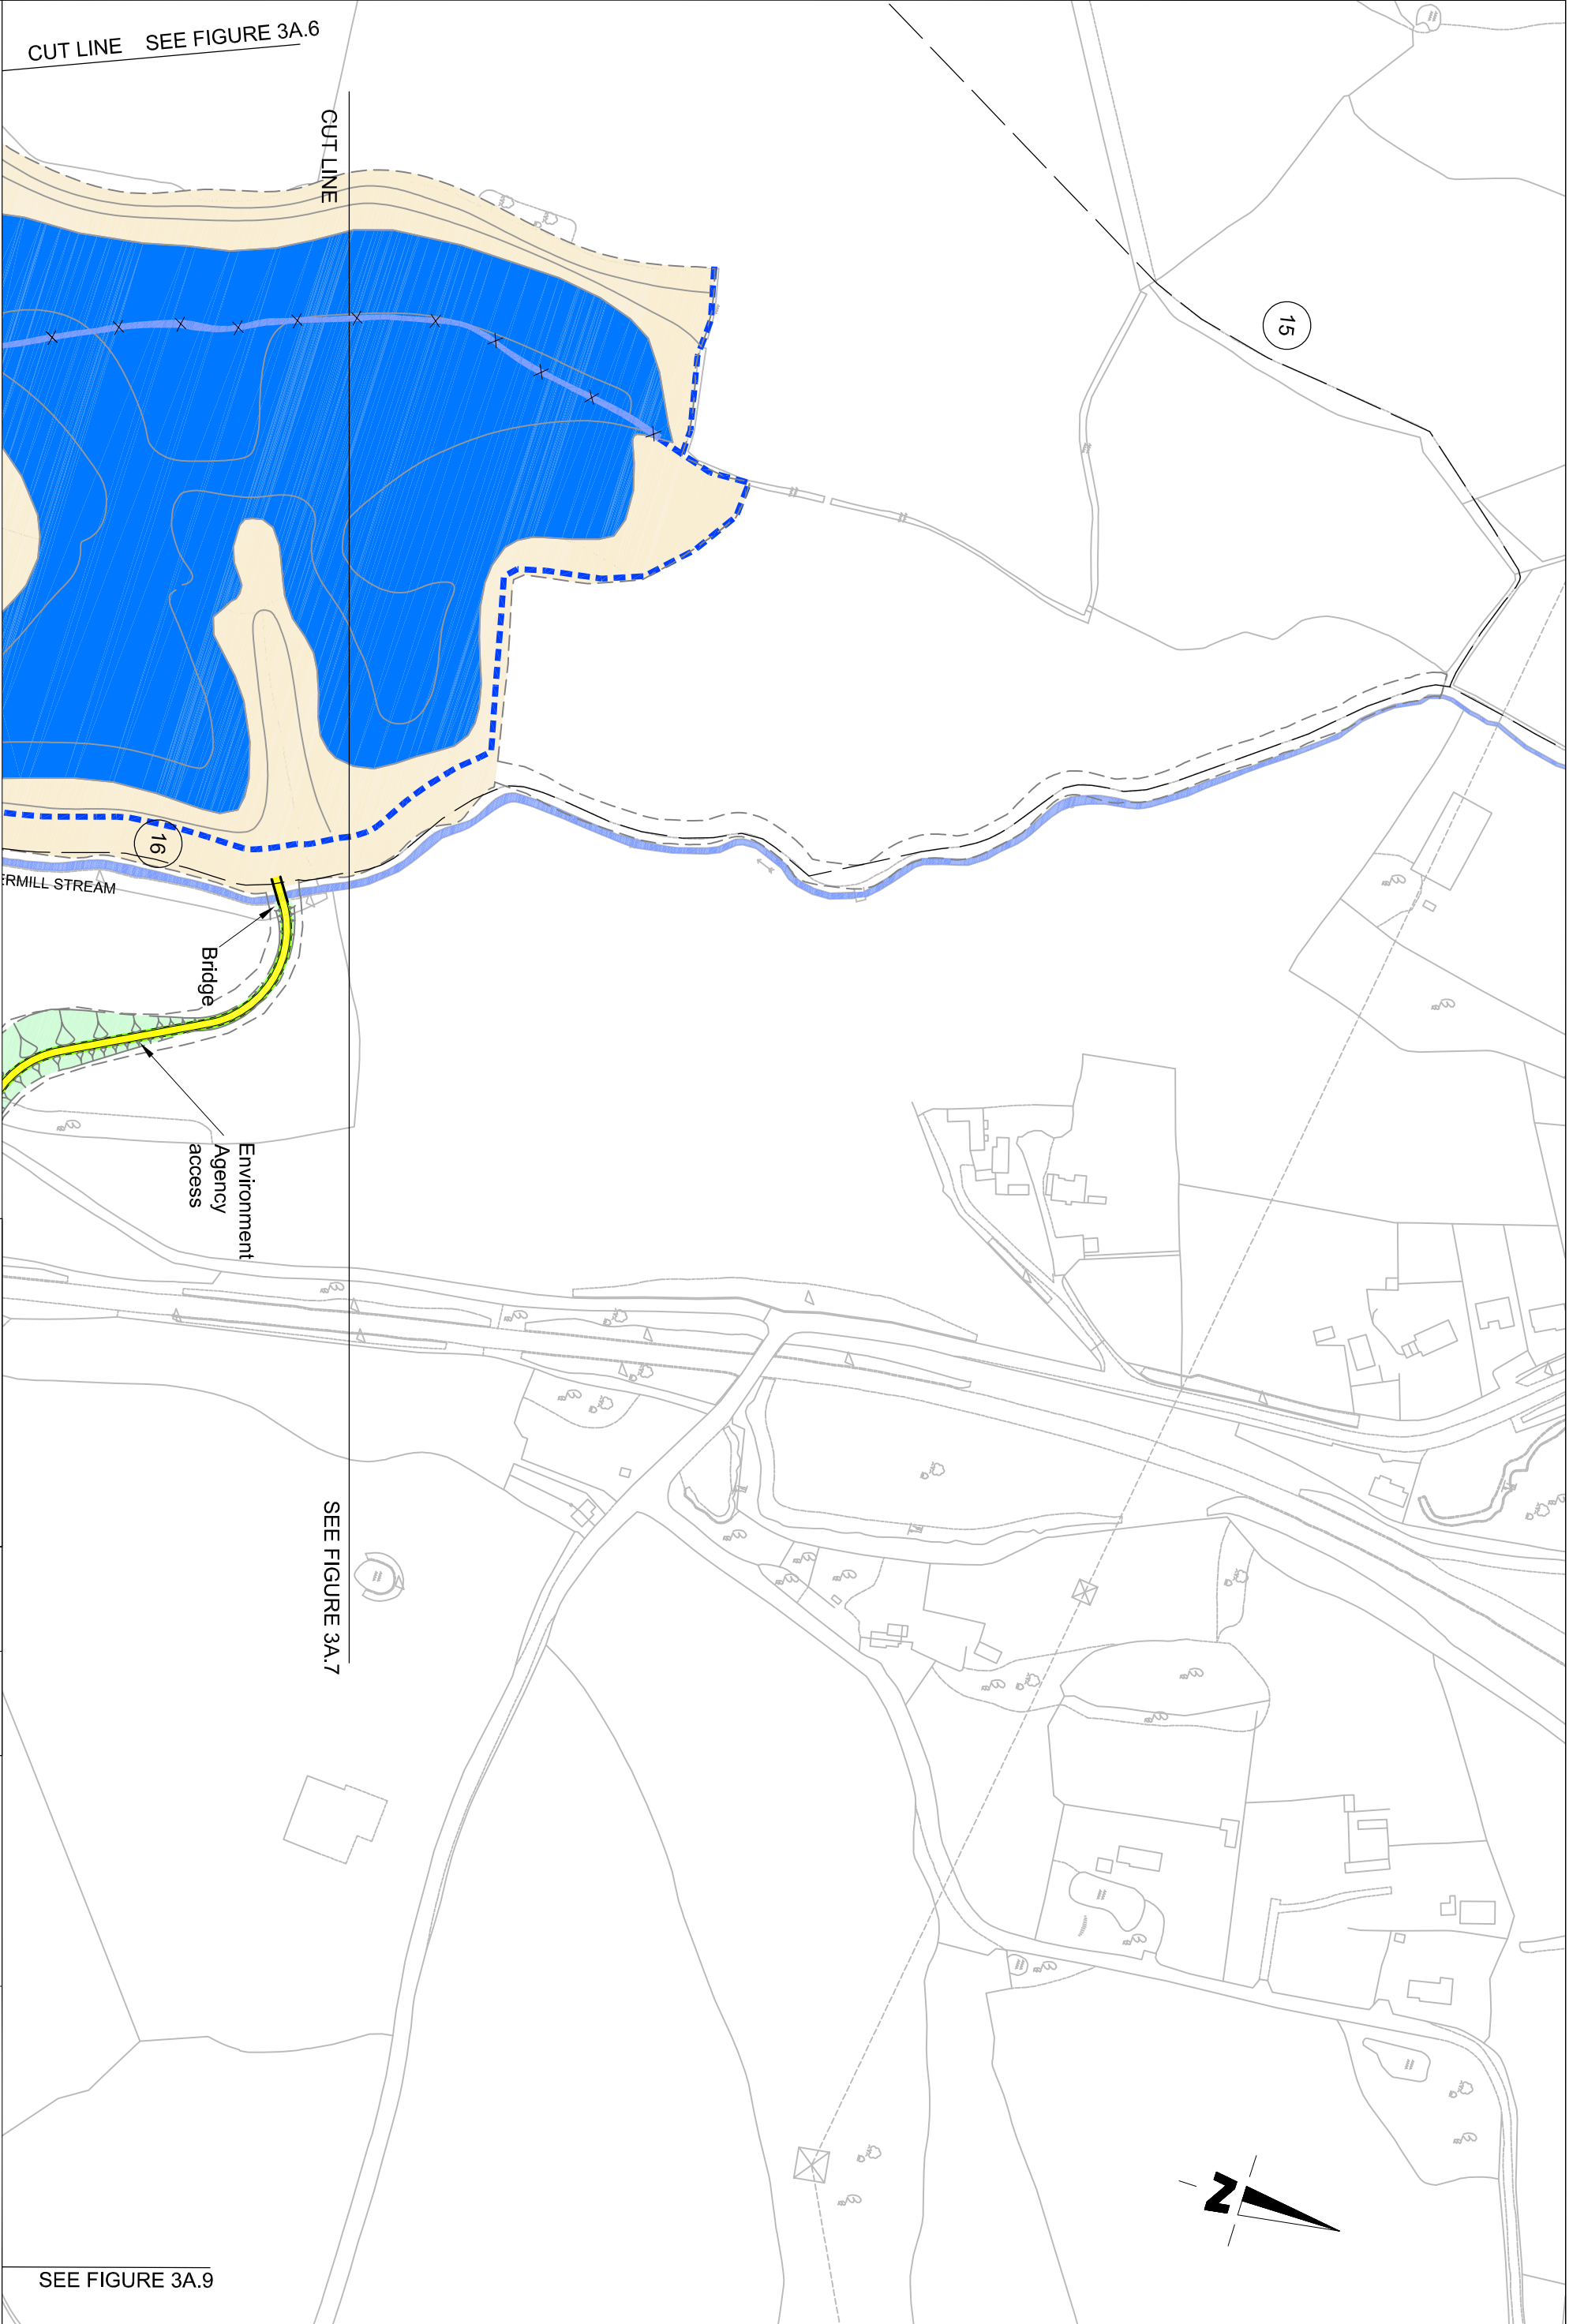 CUT LINE SEE FIGURE 3A.6
CUT LINE
15
16
ERMILL STREAM
Bridge
Environment
Agency
access
SEE FIGURE 3A.7
N
SEE FIGURE 3A.9